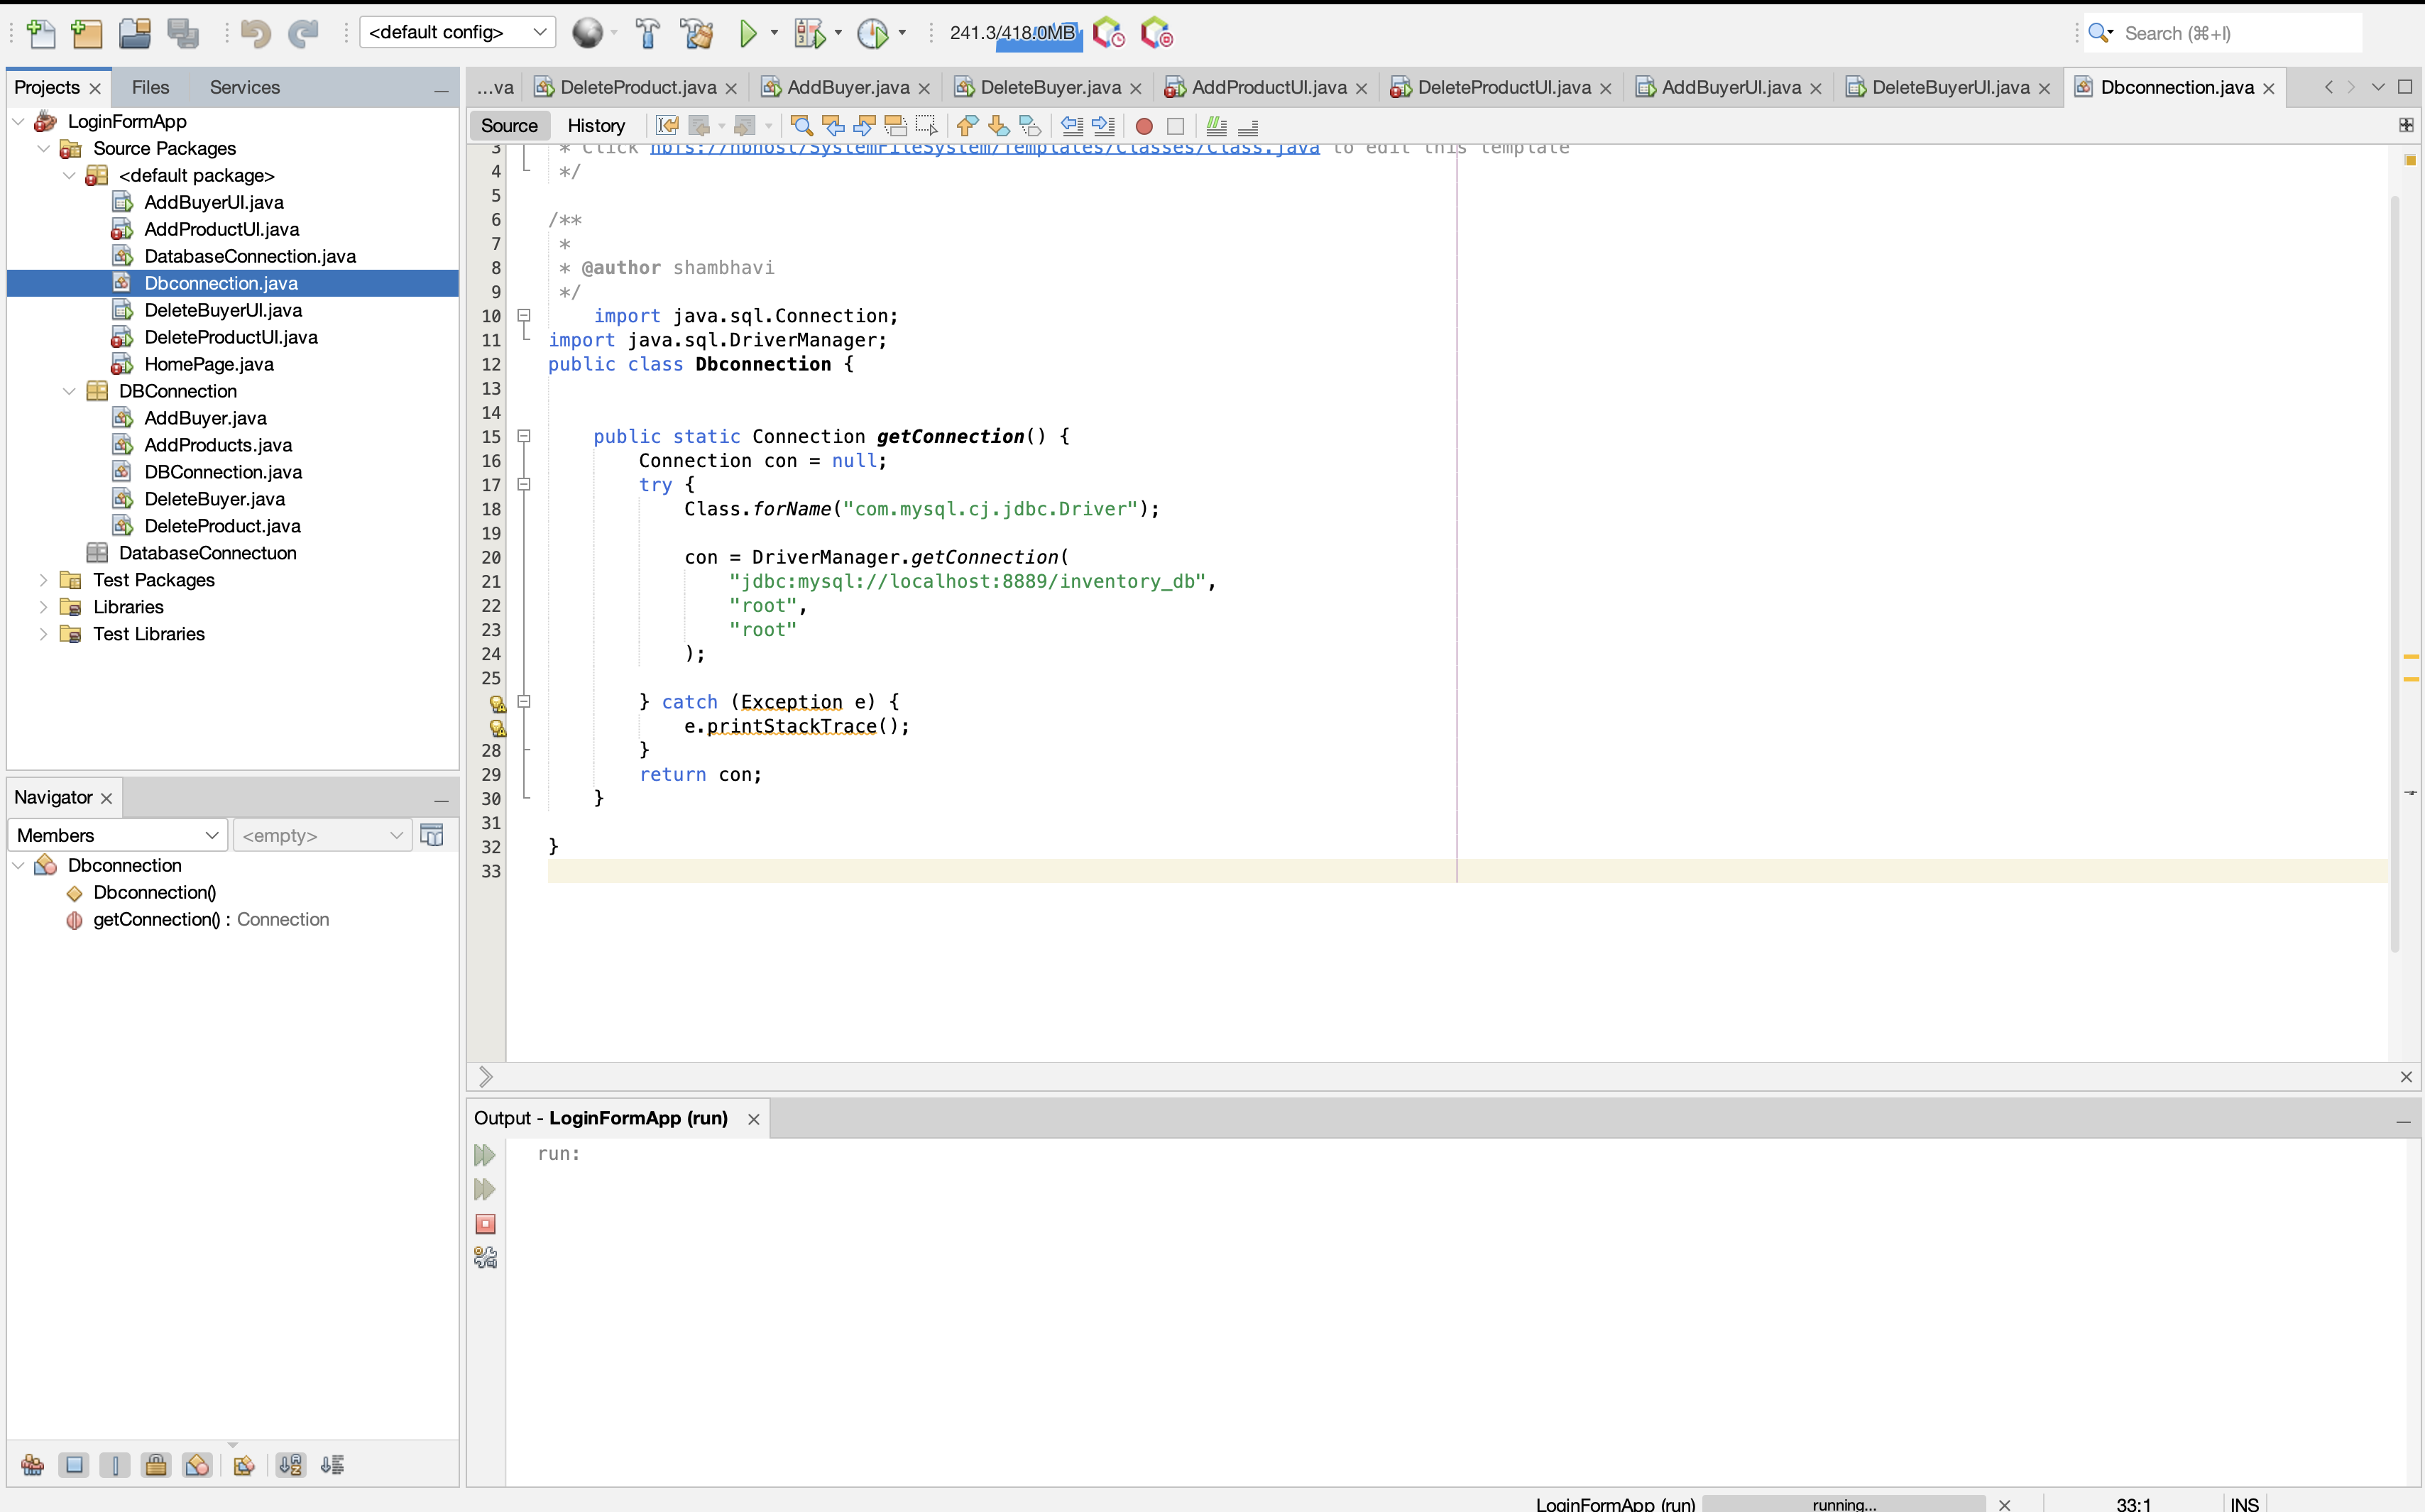 <default config>
241.3/418.0MB
Search (⌘+I)
Projects
Files
Services
LoginFormApp
Source Packages
<default package>
AddBuyerUI.java
AddProductUI.java
DatabaseConnection.java
Dbconnection.java
DeleteBuyerUI.java
DeleteProductUI.java
HomePage.java
DBConnection
AddBuyer.java
AddProducts.java
DBConnection.java
DeleteBuyer.java
DeleteProduct.java
DatabaseConnectuon
Test Packages
Libraries
Test Libraries
Navigator
Members
<empty>
Dbconnection
Dbconnection()
getConnection() : Connection
...va DeleteProduct.java AddBuyer.java DeleteBuyer.java AddProductUI.java DeleteProductUI.java AddBuyerUI.java DeleteBuyerUI.java Dbconnection.java
Source History
3 * Click nbfs://nbhost/SystemFileSystem/Templates/Classes/Class.java to edit this template
4 */
5
6 /**
7 *
8 * @author shambhavi
9 */
10 import java.sql.Connection;
11 import java.sql.DriverManager;
12 public class Dbconnection {
13
14
15 public static Connection getConnection() {
16 Connection con = null;
17 try {
18 Class.forName("com.mysql.cj.jdbc.Driver");
19
20 con = DriverManager.getConnection(
21 "jdbc:mysql://localhost:8889/inventory_db",
22 "root",
23 "root"
24 );
25
} catch (Exception e) {
e.printStackTrace();
28 }
29 return con;
30 }
31
32 }
33
Output - LoginFormApp (run)
run:
LoginFormApp (run) running... 33:1 INS